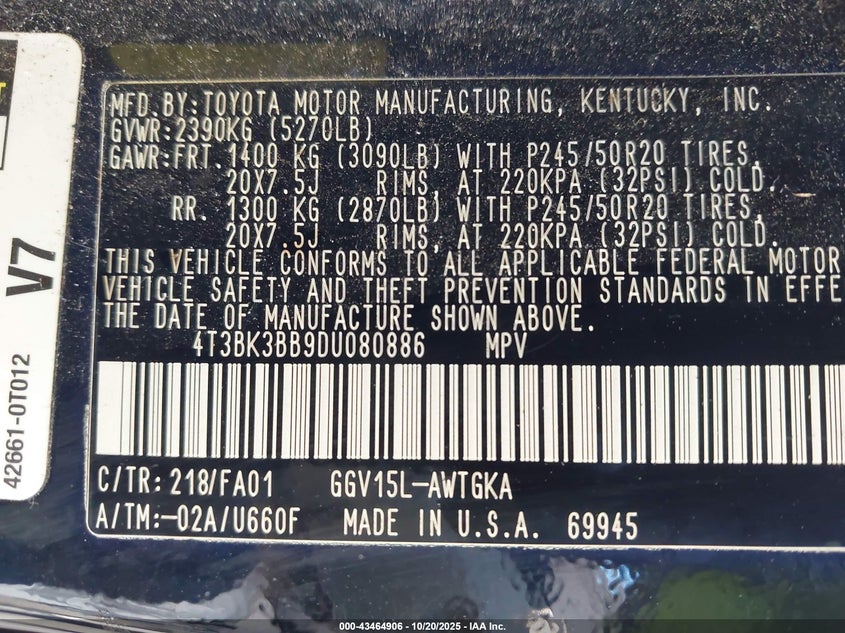 MFD.BY:TOYOTA MOTOR MANUFACTURING, KENTUCKY, INC.
GVWR:2390KG (5270LB)
GAWR:FRT. 1400 KG (3090LB) WITH P245/50R20 TIRES,
20X7.5J RIMS, AT 220KPA (32PSI) COLD.
RR. 1300 KG (2870LB) WITH P245/50R20 TIRES,
20X7.5J RIMS, AT 220KPA (32PSI) COLD.
THIS VEHICLE CONFORMS TO ALL APPLICABLE FEDERAL MOTOR
VEHICLE SAFETY AND THEFT PREVENTION STANDARDS IN EFFE
THE DATE OF MANUFACTURE SHOWN ABOVE.
4T3BK3BB9DU080886 MPV
C/TR:218/FA01 GGV15L-AWTGKA
A/TM:-02A/U660F MADE IN U.S.A. 69945
V7
42661-0T012
000-43464906 | 10/20/2025 - IAA Inc.